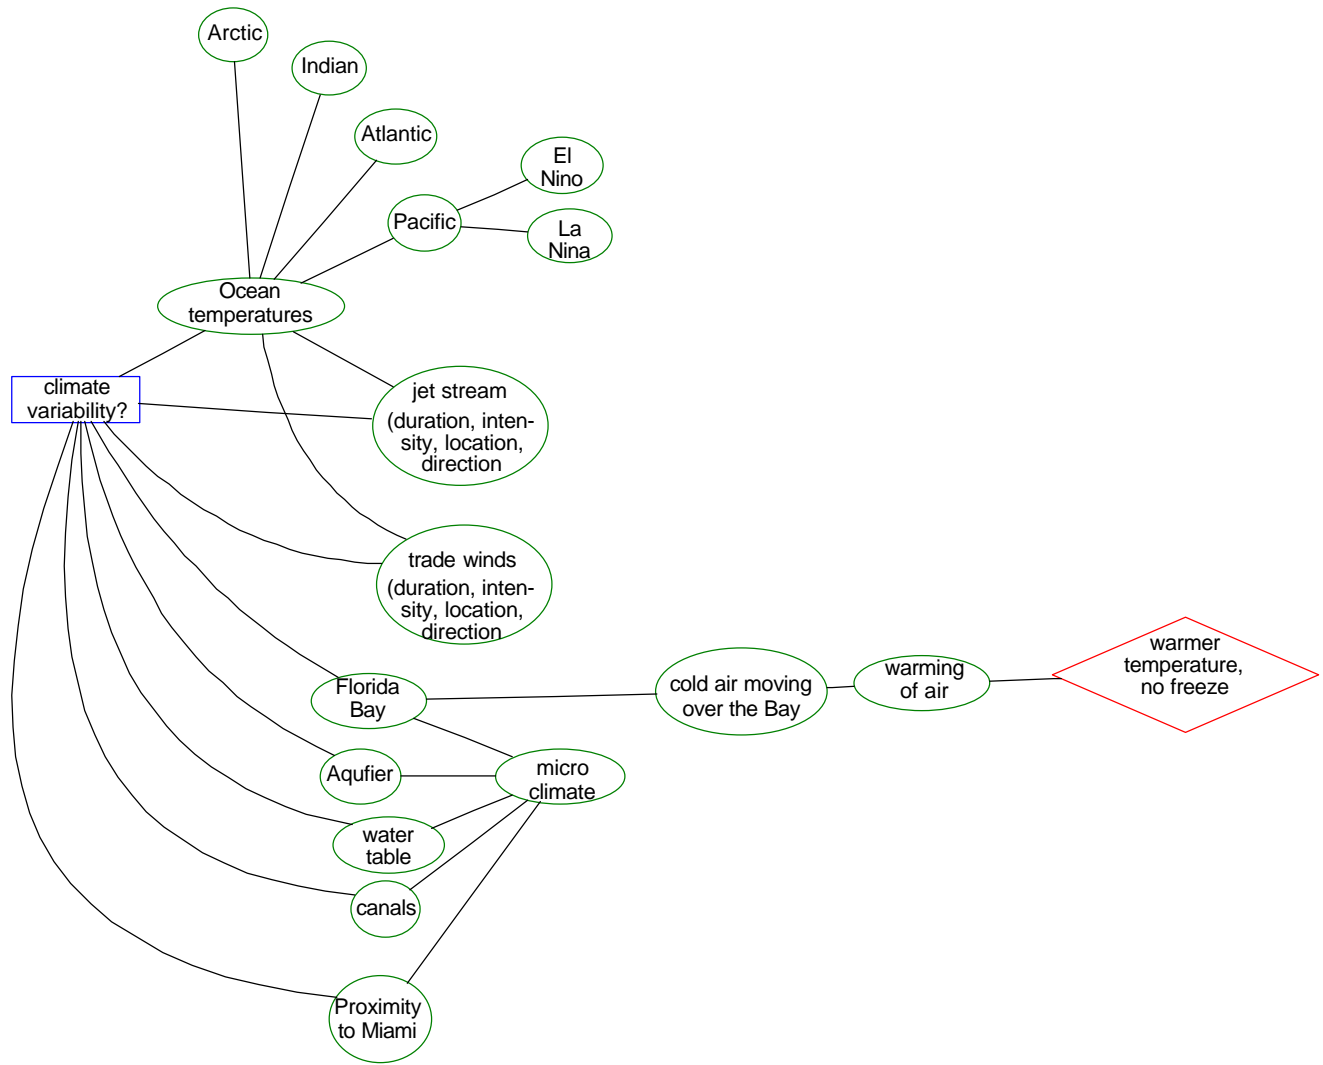 Arctic
Indian
Atlantic
El
Nino
Pacific
La
Nina
Ocean
temperatures
climate
variability?
jet stream
(duration, inten-
sity, location,
direction
trade winds
(duration, inten-
sity, location,
direction
Florida
Bay
cold air moving
over the Bay
warming
of air
warmer
temperature,
no freeze
Aqufier
micro
climate
water
table
canals
Proximity
to Miami